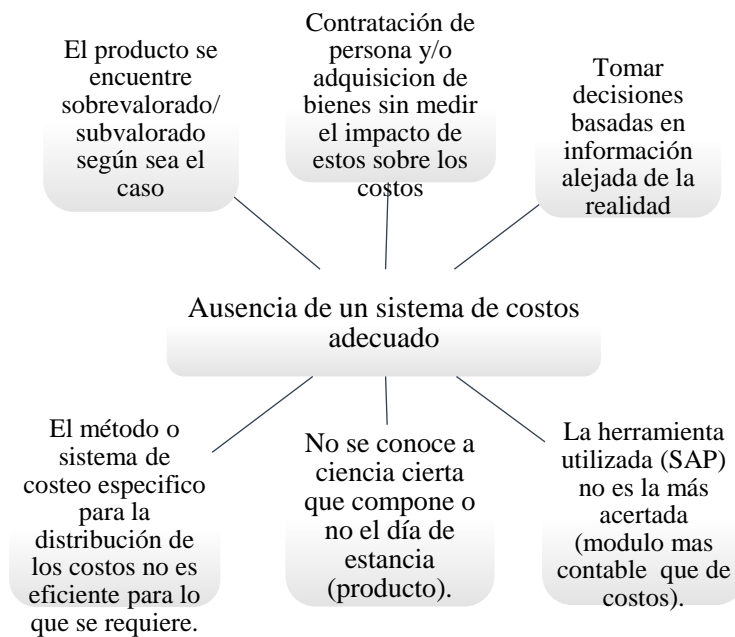 El producto se
encuentre
sobrevalorado/
subvalorado
según sea el
caso
Contratación de
persona y/o
adquisicion de
bienes sin medir
el impacto de
estos sobre los
costos
Tomar
decisiones
basadas en
información
alejada de la
realidad
Ausencia de un sistema de costos
adecuado
El método o
sistema de
costeo especifico
para la
distribución de
los costos no es
eficiente para lo
que se requiere.
No se conoce a
ciencia cierta
que compone o
no el día de
estancia
(producto).
La herramienta
utilizada (SAP)
no es la más
acertada
(modulo mas
contable que de
costos).